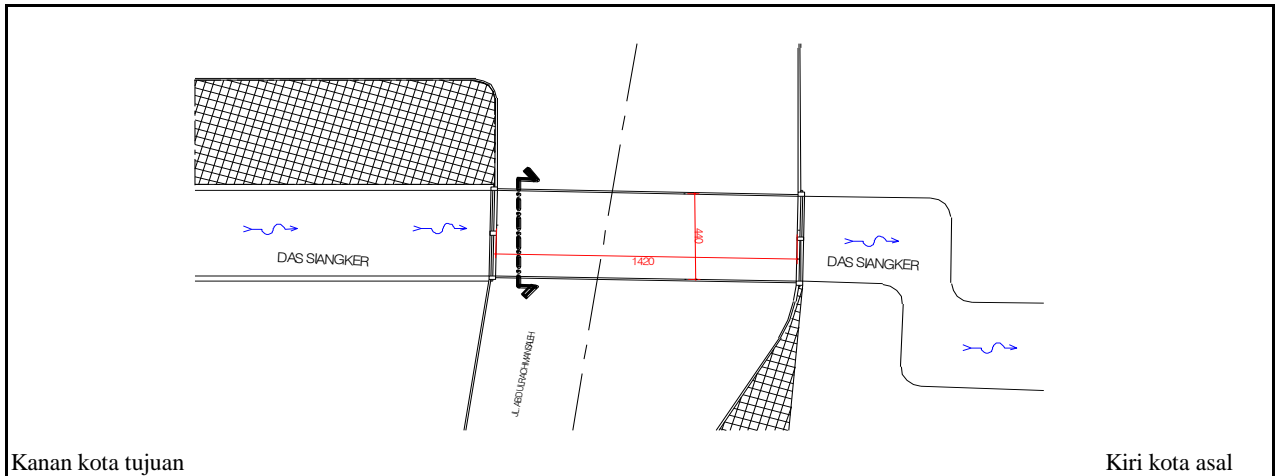 440
1420
DAS SIANGKER
DAS SIANGKER
JL. ABDULRACHMANSALEH
Kanan kota tujuan
Kiri kota asal